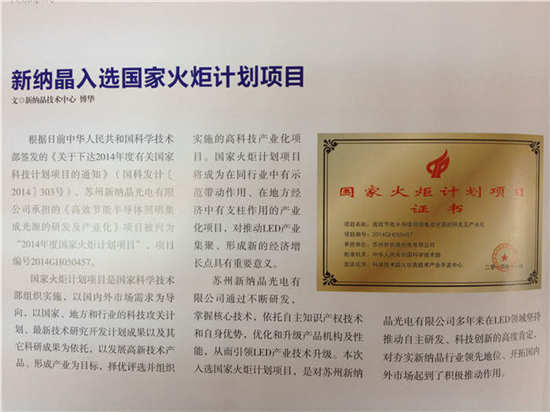 新纳晶入选国家火炬计划项目
文◎新纳晶技术中心 博华
根据日前中华人民共和国科学技术
部签发的《关于下达2014年度有关国家
科技计划项目的通知》（国科发计〔
2014〕303号），苏州新纳晶光电有限
公司承担的《高效节能半导体照明集
成光源的研发及产业化》项目被列为
“2014年度国家火炬计划项目”，项目
编号2014GH050457。
国家火炬计划项目是国家科学技术
部组织实施，以国内外市场需求为导
向，以国家、地方和行业的科技攻关计
划、最新技术研究开发计划成果以及其
它科研成果为依托，以发展高新技术产
品、形成产业为目标，择优评选并组织
实施的高科技产业化项
目。国家火炬计划项目
将成为在同行业中有示
范带动作用、在地方经
济中有支柱作用的产业
化项目，对推动LED产业
集聚、形成新的经济增
长点具有重要意义。
苏州新纳晶光电有
限公司通过不断研发，
掌握核心技术，依托自主知识产权技术
和自身优势，优化和升级产品机构及性
能，从而引领LED产业技术升级。本次
入选国家火炬计划项目，是对苏州新纳
国家火炬计划项目
证书
项目编号：2014GH050457
批准机关：中华人民共和国科学技术部
晶光电有限公司多年来在LED领域坚持
推动自主研发、科技创新的高度肯定，
对夯实新纳晶行业领先地位、开拓国内
外市场起到了积极推动作用。